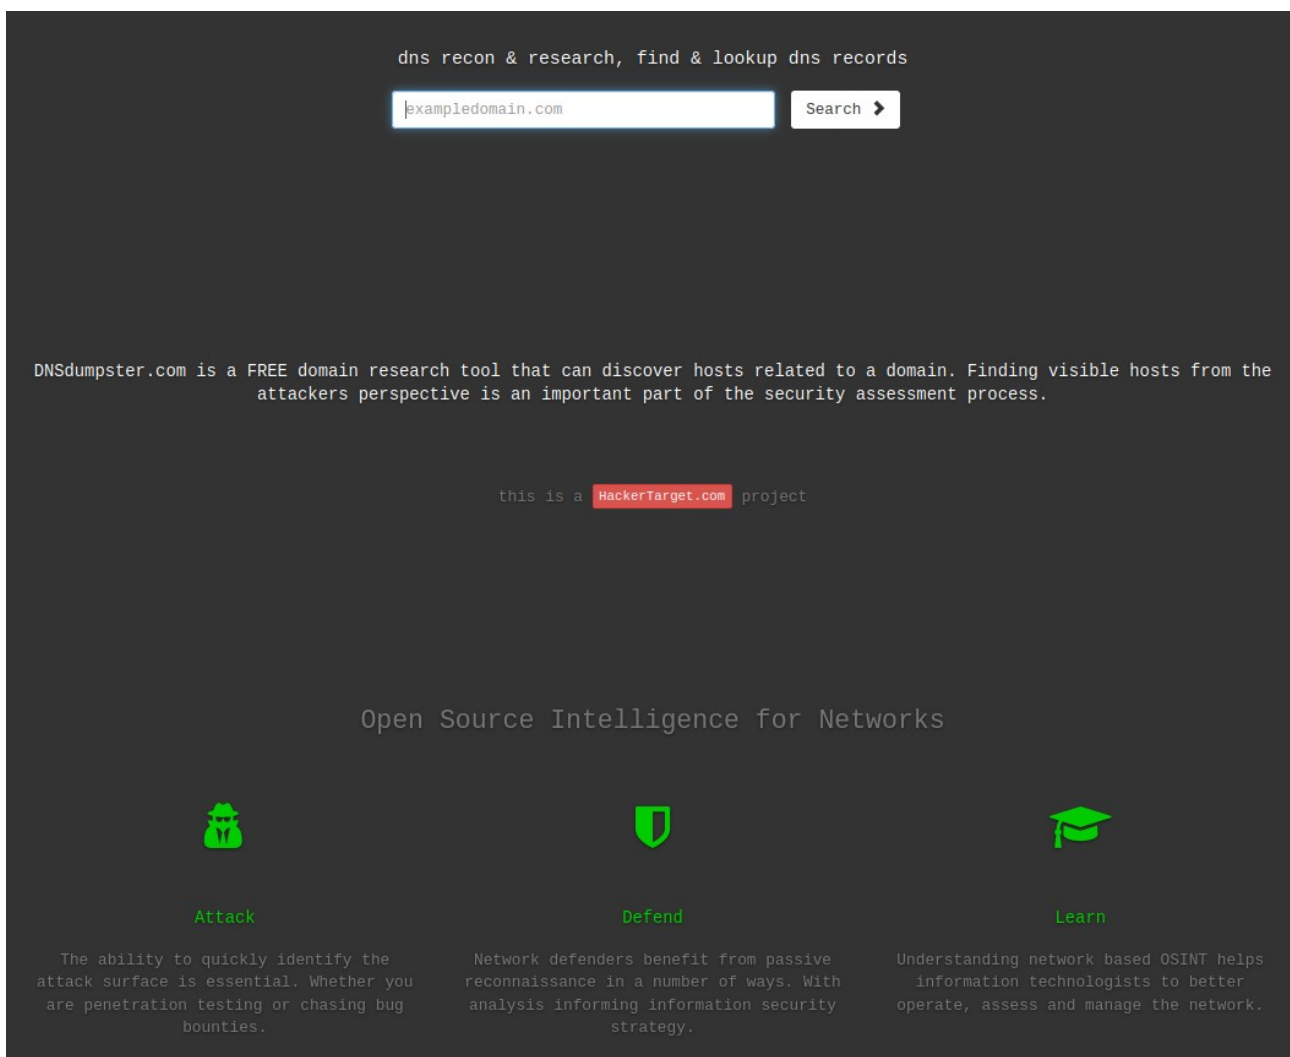 dns recon & research, find & lookup dns records
exampledomain.com
Search
DNSdumpster.com is a FREE domain research tool that can discover hosts related to a domain. Finding visible hosts from the
attackers perspective is an important part of the security assessment process.
this is a HackerTarget.com project
Open Source Intelligence for Networks
Attack
The ability to quickly identify the
attack surface is essential. Whether you
are penetration testing or chasing bug
bounties.
Defend
Network defenders benefit from passive
reconnaissance in a number of ways. With
analysis informing information security
strategy.
Learn
Understanding network based OSINT helps
information technologists to better
operate, assess and manage the network.